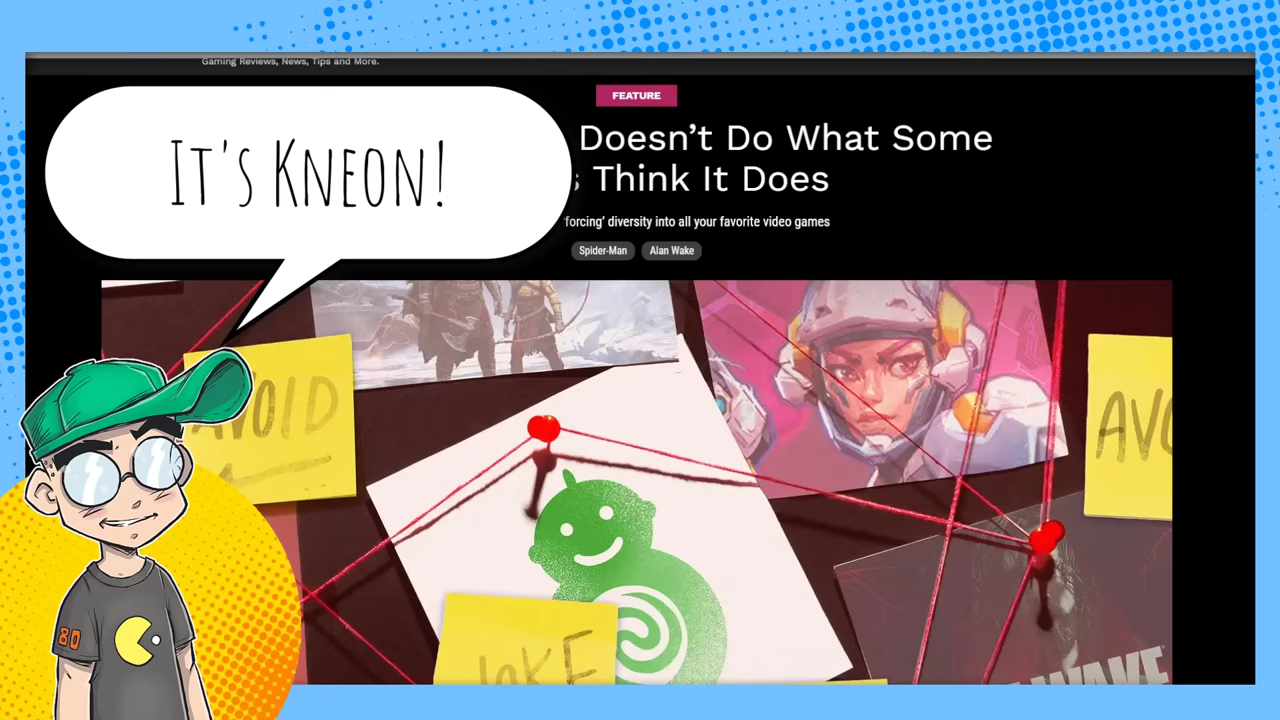 Gaming Reviews, News, Tips and More.
FEATURE
It's Kneon!
Doesn't Do What Some
Think It Does
'forcing' diversity into all your favorite video games
Spider-Man
Alan Wake
AVOID
80
WAKE